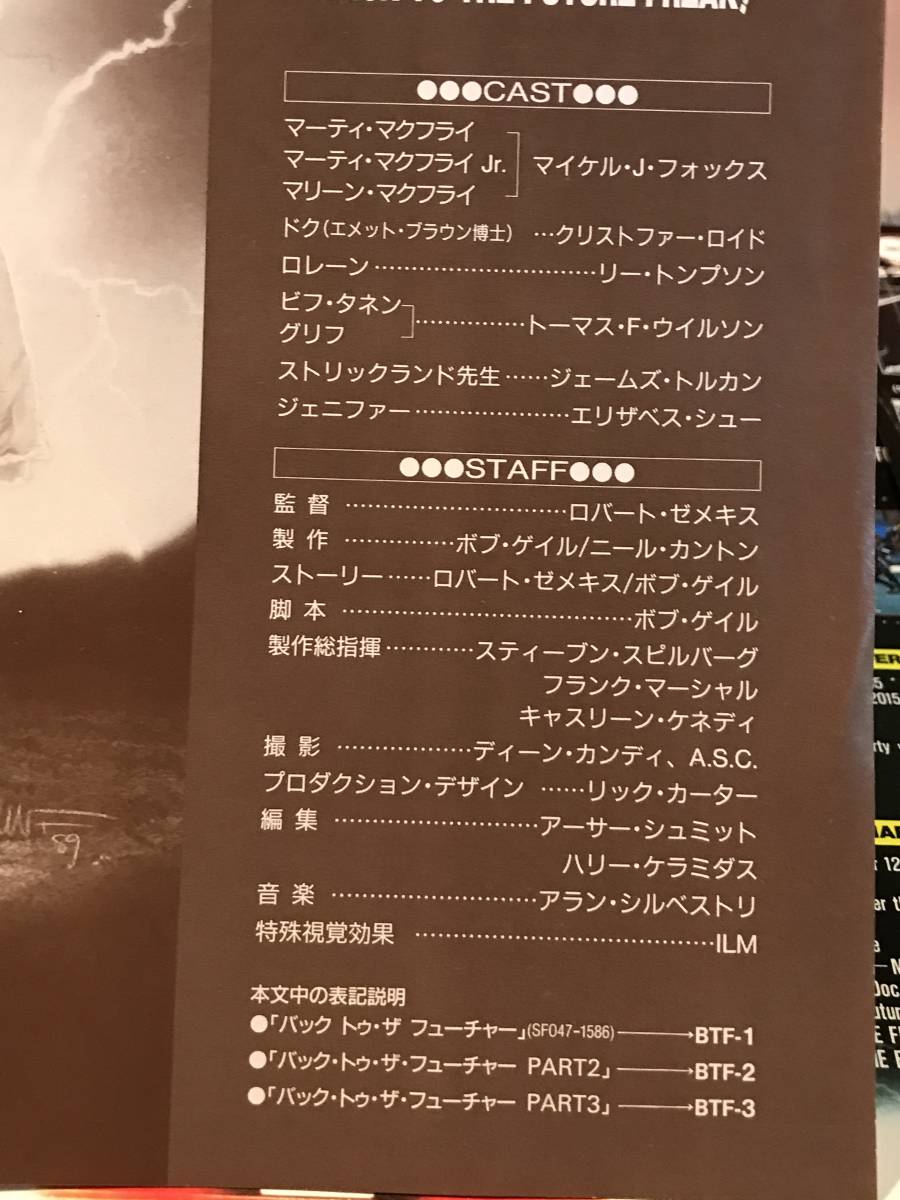 THE FUTURE FREAK!
●●●CAST●●●
マーティ・マクフライ
マーティ・マクフライ Jr.
マリーン・マクフライ
マイケル・J・フォックス
ドク(エメット・ブラウン博士) …クリストファー・ロイド
ロレーン…………………………リー・トンプソン
ビフ・タネン
グリフ
……………トーマス・F・ウイルソン
ストリックランド先生……ジェームズ・トルカン
ジェニファー…………………エリザベス・シュー
●●●STAFF●●●
監督 …………………………ロバート・ゼメキス
製作 ……………ボブ・ゲイル/ニール・カントン
ストーリー……ロバート・ゼメキス/ボブ・ゲイル
脚本 …………………………………ボブ・ゲイル
製作総指揮…………スティーブン・スピルバーグ
フランク・マーシャル
キャスリーン・ケネディ
撮影 ………………ディーン・カンディ、A.S.C.
プロダクション・デザイン ……リック・カーター
編集 ………………………アーサー・シュミット
ハリー・ケラミダス
音楽 ………………………アラン・シルベストリ
特殊視覚効果 …………………………………ILM
本文中の表記説明
●「バック トゥ・ザ フューチャー」(SF047-1586)———→BTF-1
●「バック・トゥ・ザ・フューチャー PART2」———→BTF-2
●「バック・トゥ・ザ・フューチャー PART3」———→BTF-3
89
2015
12